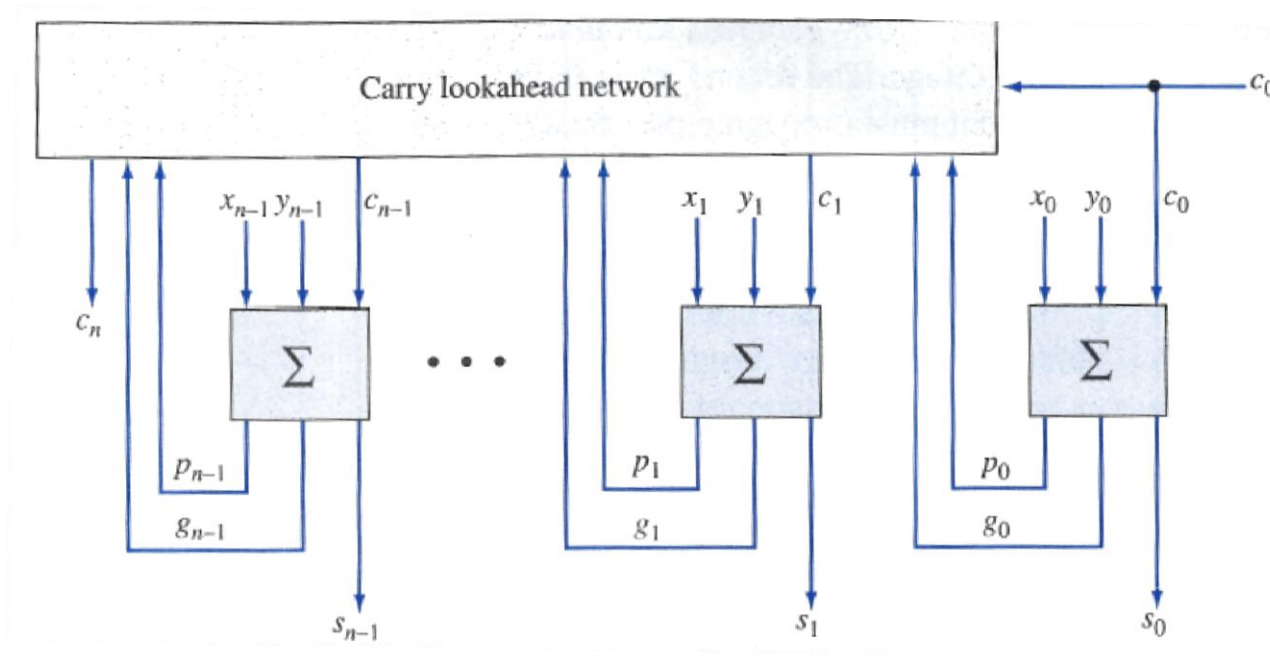 Carry lookahead network
c₀
xₙ₋₁ yₙ₋₁ cₙ₋₁ x₁ y₁ c₁ x₀ y₀ c₀
cₙ
Σ • • • Σ Σ
pₙ₋₁ p₁ p₀
gₙ₋₁ g₁ g₀
sₙ₋₁ s₁ s₀